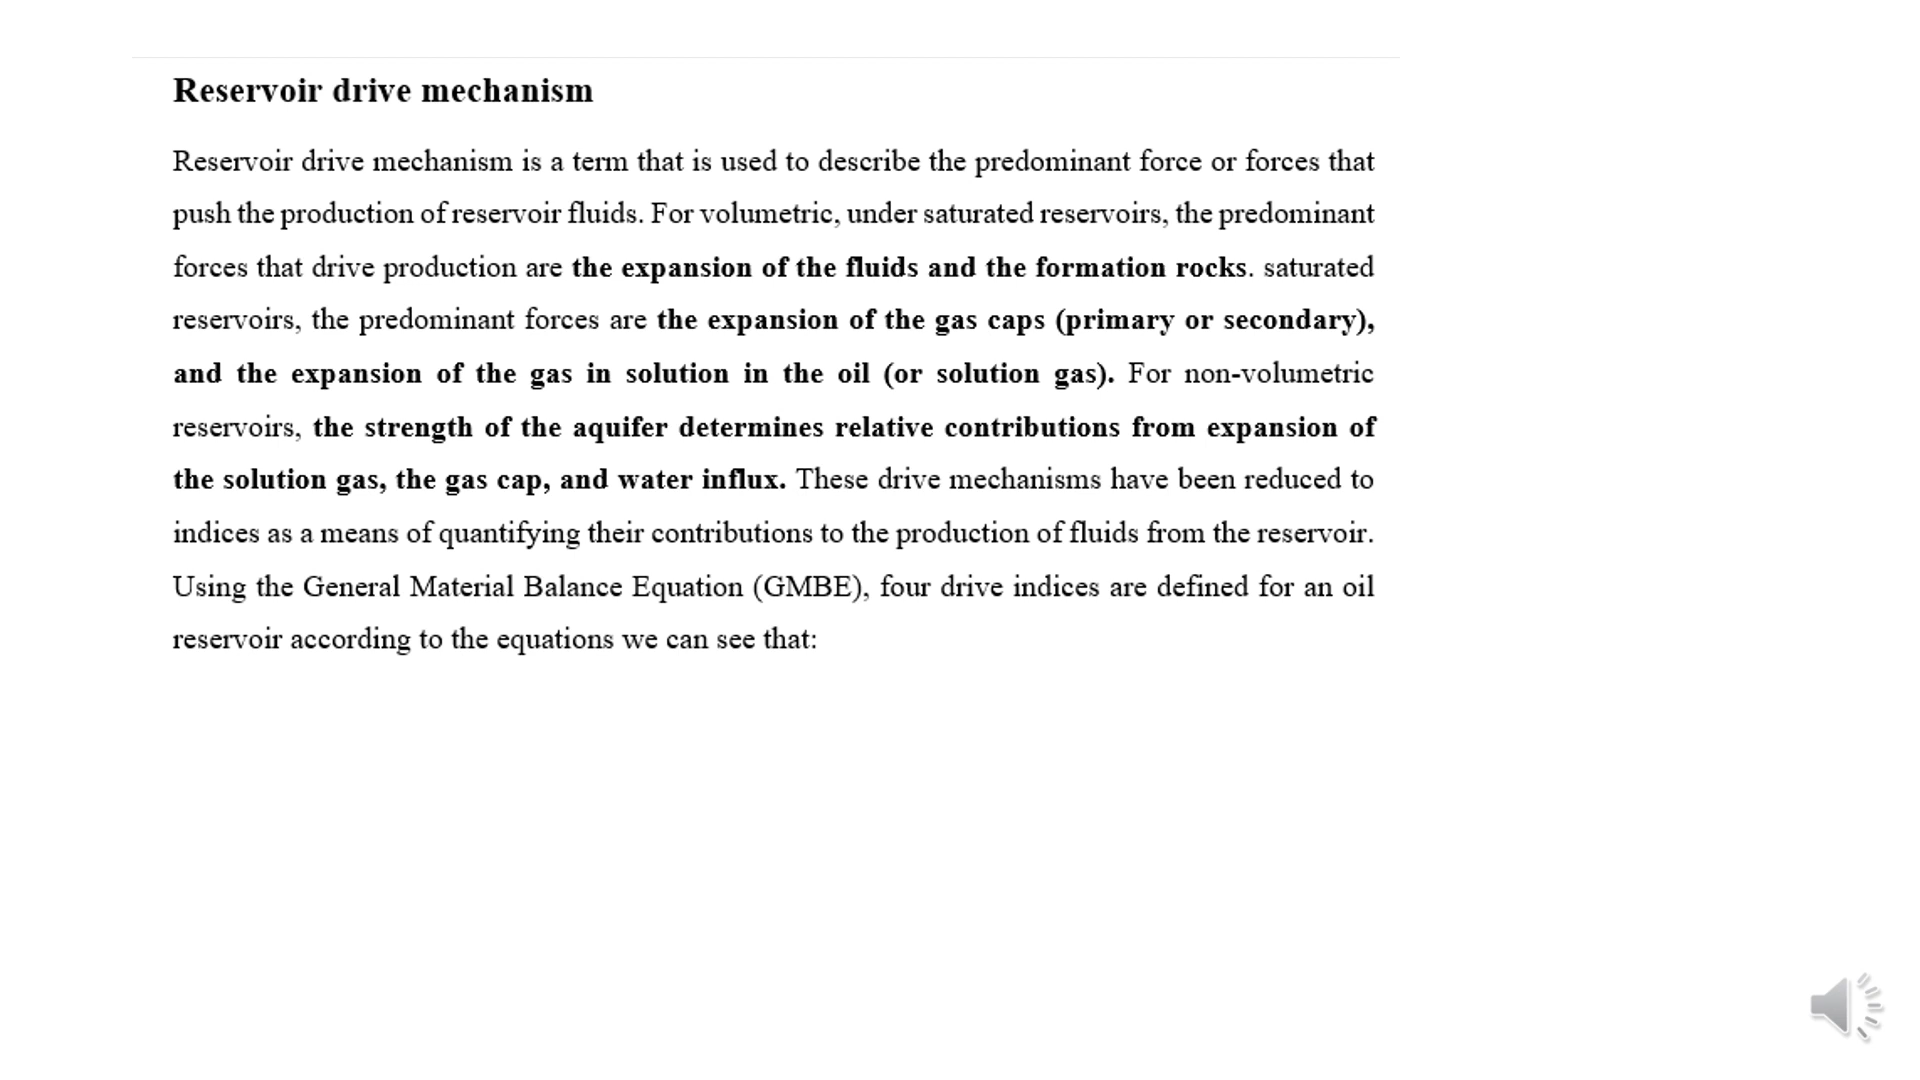 Reservoir drive mechanism
Reservoir drive mechanism is a term that is used to describe the predominant force or forces that
push the production of reservoir fluids. For volumetric, under saturated reservoirs, the predominant
forces that drive production are the expansion of the fluids and the formation rocks. saturated
reservoirs, the predominant forces are the expansion of the gas caps (primary or secondary),
and the expansion of the gas in solution in the oil (or solution gas). For non-volumetric
reservoirs, the strength of the aquifer determines relative contributions from expansion of
the solution gas, the gas cap, and water influx. These drive mechanisms have been reduced to
indices as a means of quantifying their contributions to the production of fluids from the reservoir.
Using the General Material Balance Equation (GMBE), four drive indices are defined for an oil
reservoir according to the equations we can see that: